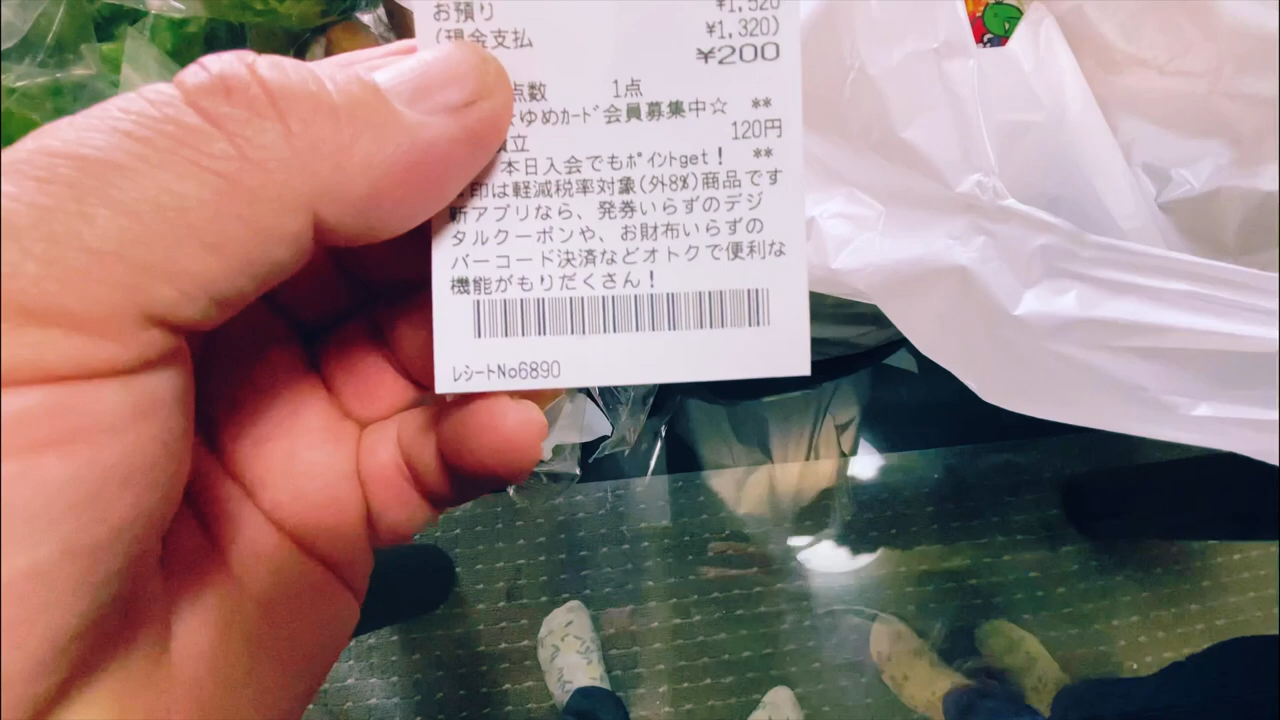 お預り ¥1,520
(現金支払 ¥1,320)
¥200
点数 1点
ゆめカード会員募集中☆ **
立 120円
本日入会でもポイントget! **
印は軽減税率対象(外8%)商品です
新アプリなら、発券いらずのデジ
タルクーポンや、お財布いらずの
バーコード決済などオトクで便利な
機能がもりだくさん!
レシートNo6890